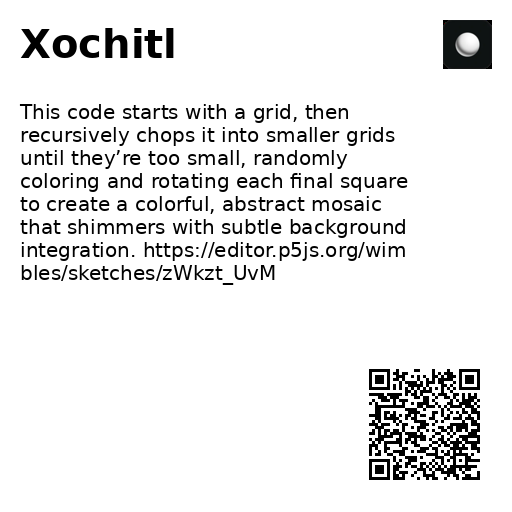 Xochitl
This code starts with a grid, then
recursively chops it into smaller grids
until they’re too small, randomly
coloring and rotating each final square
to create a colorful, abstract mosaic
that shimmers with subtle background
integration. https://editor.p5js.org/wim
bles/sketches/zWkzt_UvM